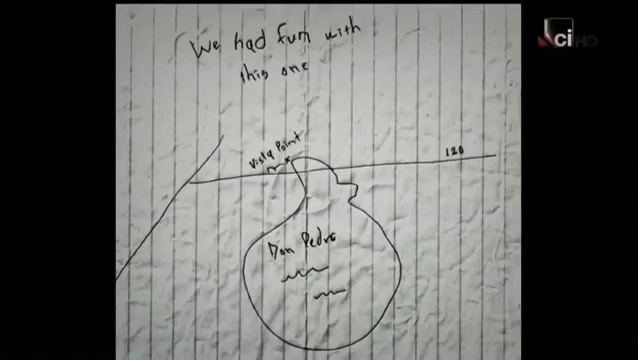 We had fun with
this one
Vista Point
120
Don Pedro
ci HD